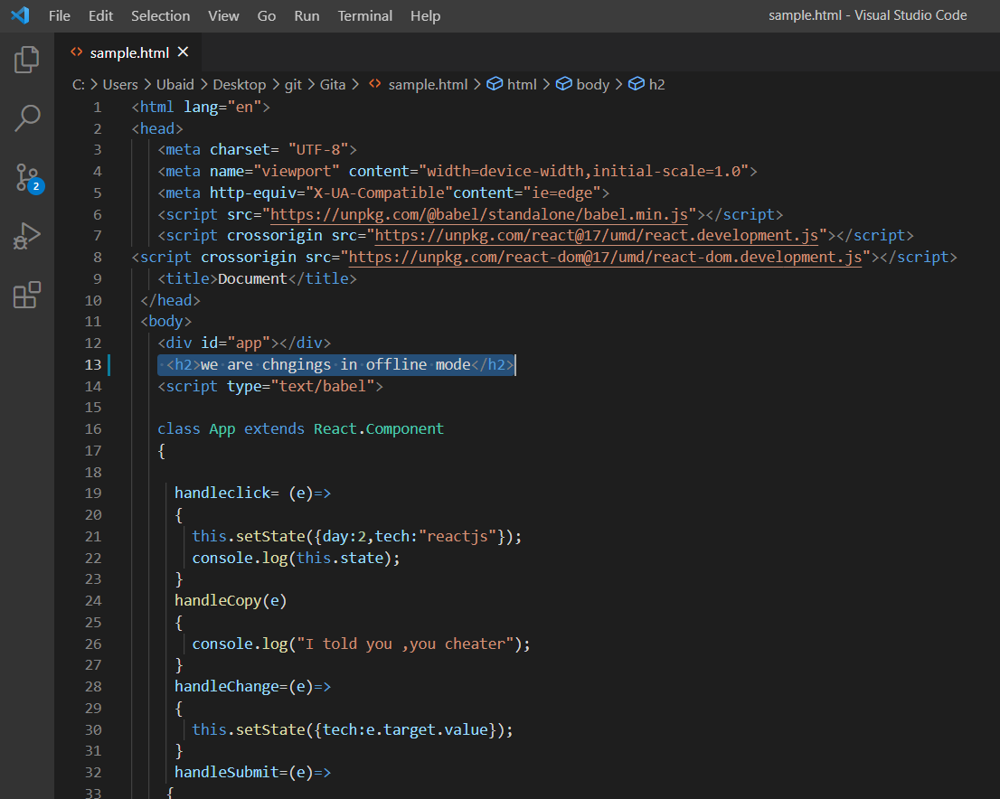 File Edit Selection View Go Run Terminal Help sample.html - Visual Studio Code
sample.html
C: > Users > Ubaid > Desktop > git > Gita > sample.html > html > body > h2
2
1 <html lang="en">
2 <head>
3 <meta charset= "UTF-8">
4 <meta name="viewport" content="width=device-width,initial-scale=1.0">
5 <meta http-equiv="X-UA-Compatible"content="ie=edge">
6 <script src="https://unpkg.com/@babel/standalone/babel.min.js"></script>
7 <script crossorigin src="https://unpkg.com/react@17/umd/react.development.js"></script>
8 <script crossorigin src="https://unpkg.com/react-dom@17/umd/react-dom.development.js"></script>
9 <title>Document</title>
10 </head>
11 <body>
12 <div id="app"></div>
13 <h2>we are chngings in offline mode</h2>
14 <script type="text/babel">
15
16 class App extends React.Component
17 {
18
19 handleclick= (e)=>
20 {
21 this.setState({day:2,tech:"reactjs"});
22 console.log(this.state);
23 }
24 handleCopy(e)
25 {
26 console.log("I told you ,you cheater");
27 }
28 handleChange=(e)=>
29 {
30 this.setState({tech:e.target.value});
31 }
32 handleSubmit=(e)=>
33 {